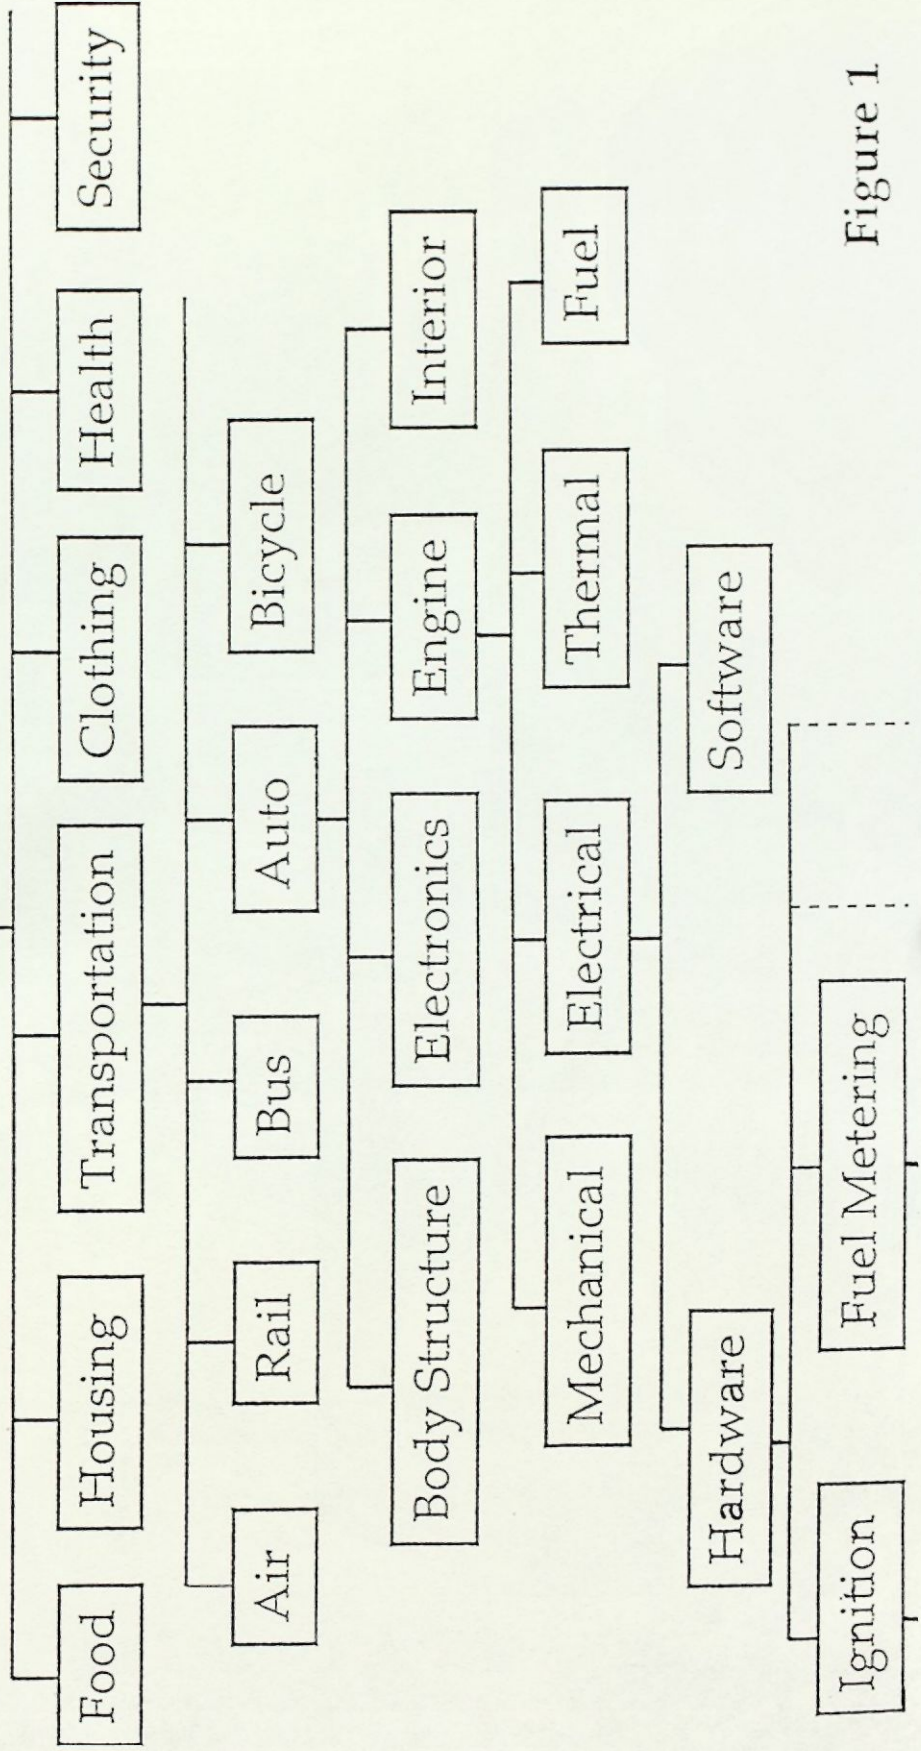 Food Housing Transportation Clothing Health Security
Air Rail Bus Auto Bicycle
Body Structure Electronics Engine Interior
Mechanical Electrical Thermal Fuel
Hardware Software
Ignition Fuel Metering
Figure 1